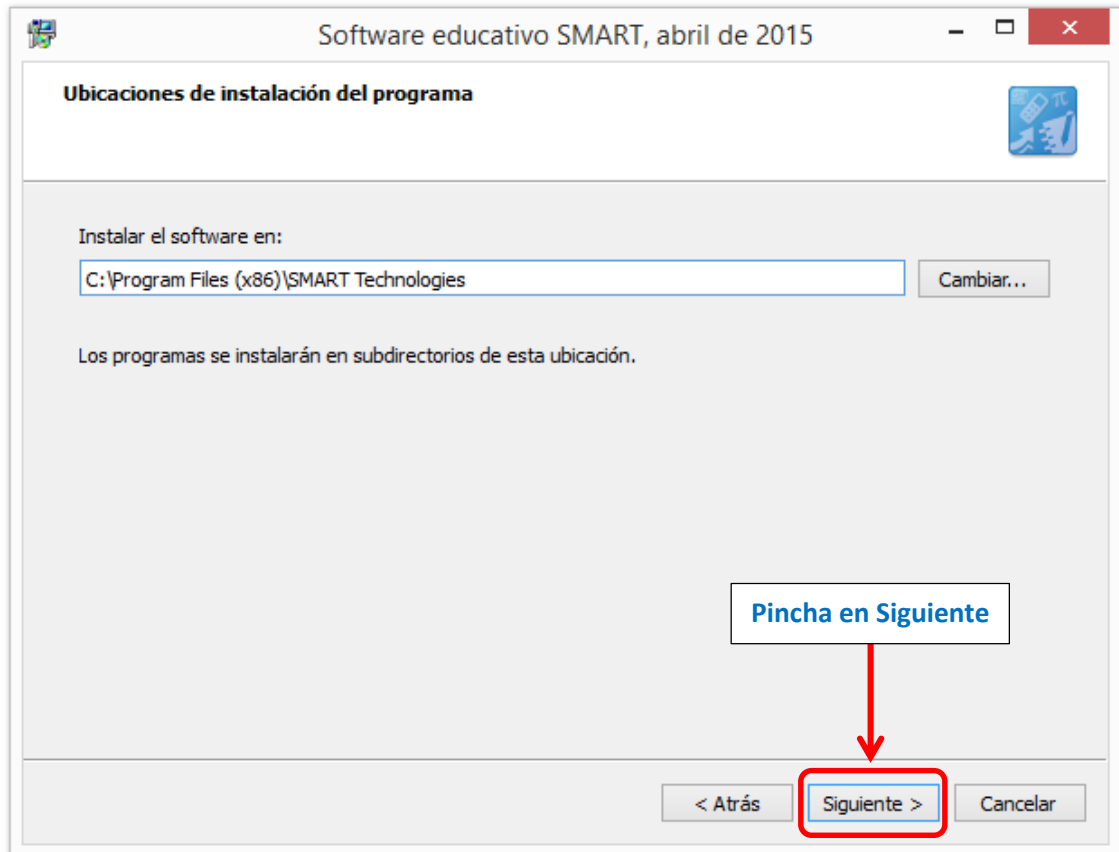 Software educativo SMART, abril de 2015
Ubicaciones de instalación del programa
Instalar el software en:
C:\Program Files (x86)\SMART Technologies
Cambiar...
Los programas se instalarán en subdirectorios de esta ubicación.
Pincha en Siguiente
< Atrás
Siguiente >
Cancelar